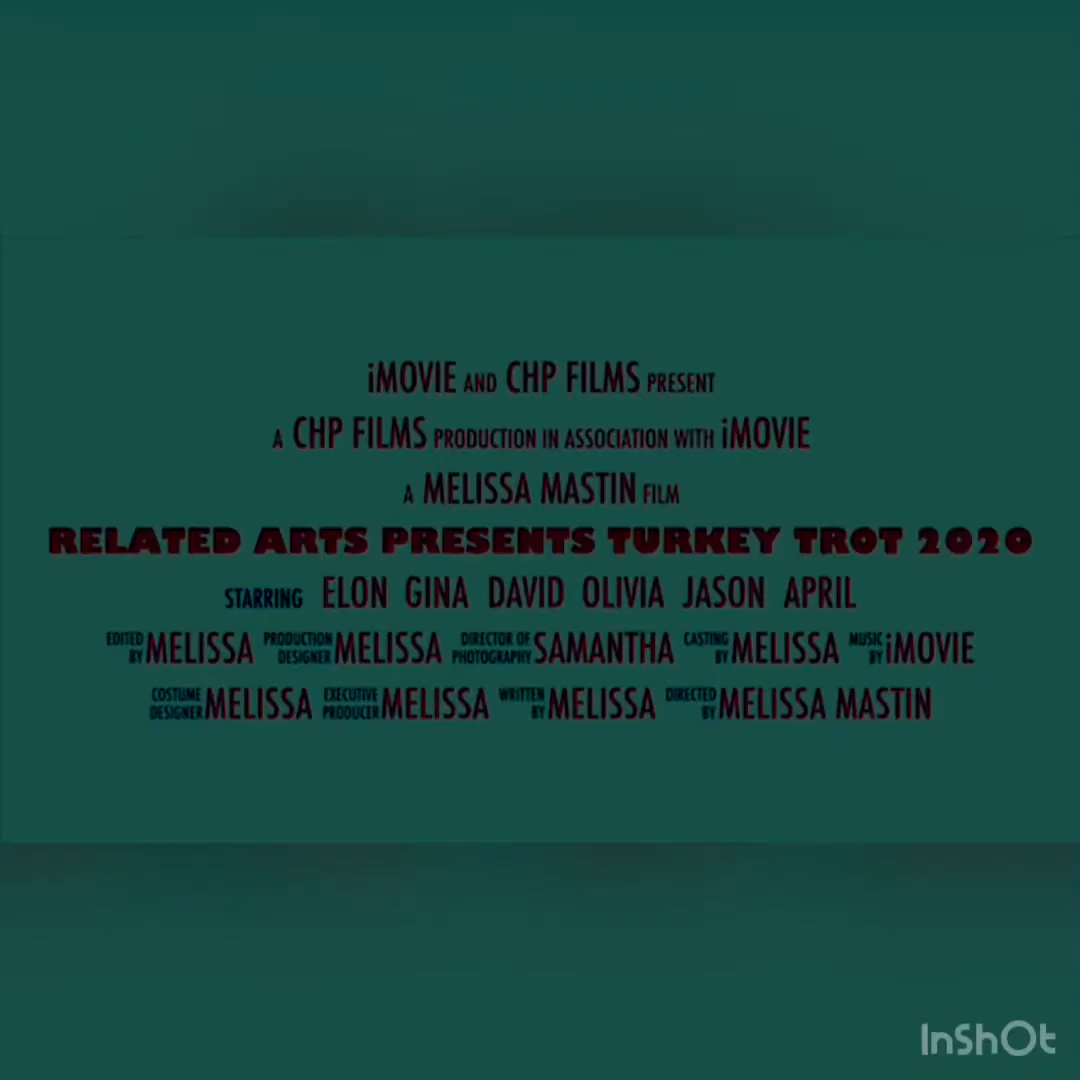 iMOVIE AND CHP FILMS PRESENT
A CHP FILMS PRODUCTION IN ASSOCIATION WITH iMOVIE
A MELISSA MASTIN FILM
RELATED ARTS PRESENTS TURKEY TROT 2020
STARRING ELON GINA DAVID OLIVIA JASON APRIL
EDITED BY MELISSA PRODUCTION DESIGNER MELISSA DIRECTOR OF PHOTOGRAPHY SAMANTHA CASTING BY MELISSA MUSIC BY iMOVIE
COSTUME DESIGNER MELISSA EXECUTIVE PRODUCER MELISSA WRITTEN BY MELISSA DIRECTED BY MELISSA MASTIN
InShOt